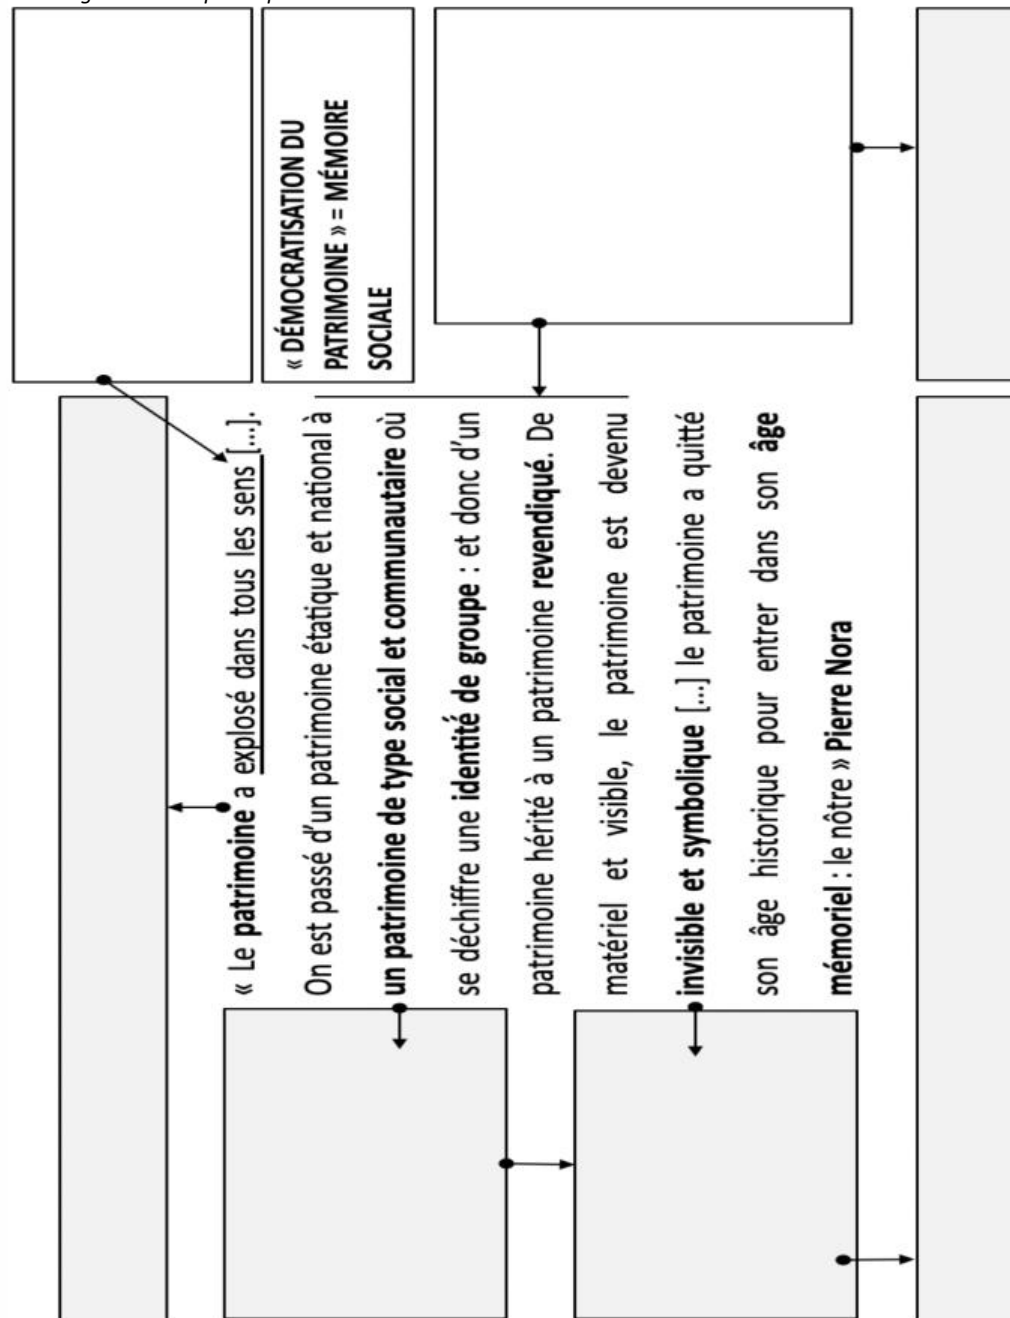 « Le patrimoine a explosé dans tous les sens [...].
On est passé d'un patrimoine étatique et national à
un patrimoine de type social et communautaire où
se déchiffre une identité de groupe : et donc d'un
patrimoine hérité à un patrimoine revendiqué. De
matériel et visible, le patrimoine est devenu
invisible et symbolique [...] le patrimoine a quitté
son âge historique pour entrer dans son âge
mémoriel : le nôtre » Pierre Nora
« DÉMOCRATISATION DU
PATRIMOINE » = MÉMOIRE
SOCIALE